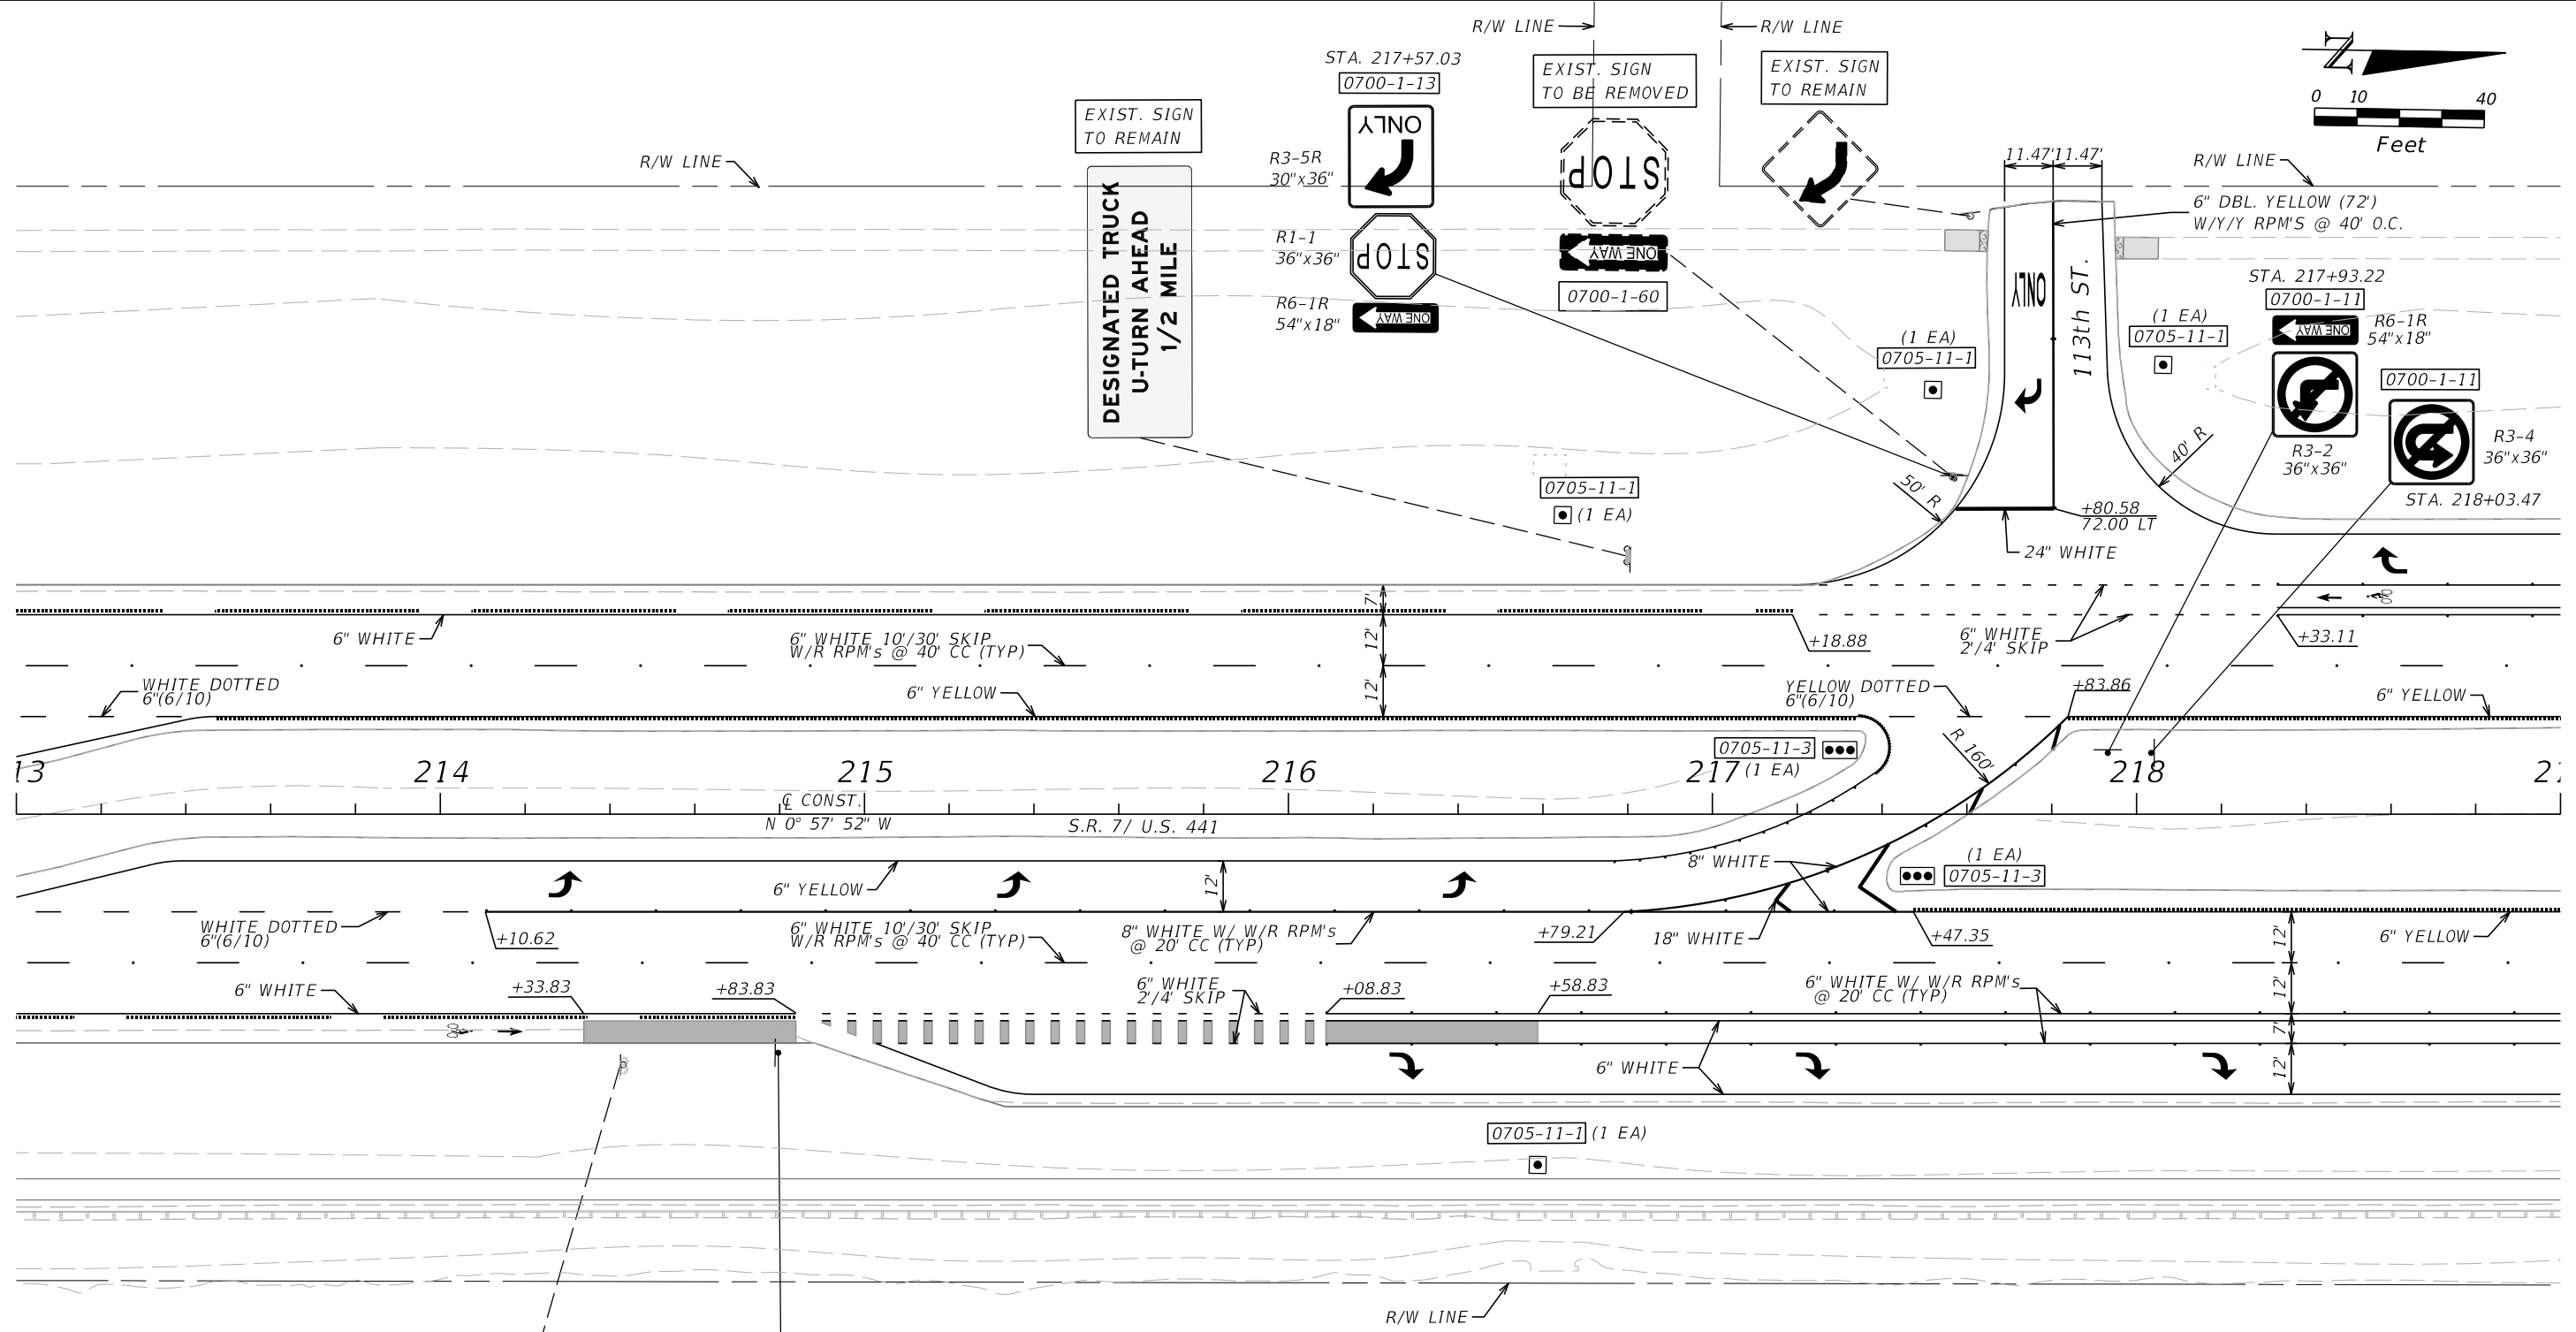 R/W LINE
R/W LINE
STA. 217+57.03
0700-1-13
EXIST. SIGN
TO BE REMOVED
EXIST. SIGN
TO REMAIN
N
0 10 40
Feet
EXIST. SIGN
TO REMAIN
R/W LINE
ONLY
R3-5R
30"x36"
STOP
11.47'
11.47'
R/W LINE
6" DBL. YELLOW (72')
W/Y/Y RPM'S @ 40' O.C.
DESIGNATED TRUCK
U-TURN AHEAD
1/2 MILE
R1-1
36"x36"
STOP
ONE WAY
0700-1-60
R6-1R
54"x18"
ONE WAY
ONLY
113th ST.
STA. 217+93.22
0700-1-11
ONE WAY
R6-1R
54"x18"
(1 EA)
0705-11-1
(1 EA)
0705-11-1
0700-1-11
R3-2
36"x36"
R3-4
36"x36"
STA. 218+03.47
40' R
50' R
0705-11-1
(1 EA)
+80.58
72.00 LT
24" WHITE
7'
12'
12'
6" WHITE
6" WHITE 10'/30' SKIP
W/R RPM's @ 40' CC (TYP)
+18.88
6" WHITE
2'/4' SKIP
+33.11
WHITE DOTTED
6"(6/10)
6" YELLOW
YELLOW DOTTED
6"(6/10)
+83.86
6" YELLOW
0705-11-3
(1 EA)
R 160'
13
214
215
216
217
218
21
℄ CONST.
N 0° 57' 52" W
S.R. 7/ U.S. 441
6" YELLOW
12'
8" WHITE
(1 EA)
0705-11-3
WHITE DOTTED
6"(6/10)
+10.62
6" WHITE 10'/30' SKIP
W/R RPM's @ 40' CC (TYP)
8" WHITE W/ W/R RPM's
@ 20' CC (TYP)
+79.21
18" WHITE
+47.35
12'
6" YELLOW
6" WHITE
+33.83
+83.83
6" WHITE
2'/4' SKIP
+08.83
+58.83
6" WHITE W/ W/R RPM's
@ 20' CC (TYP)
12'
7'
12'
6" WHITE
0705-11-1
(1 EA)
R/W LINE